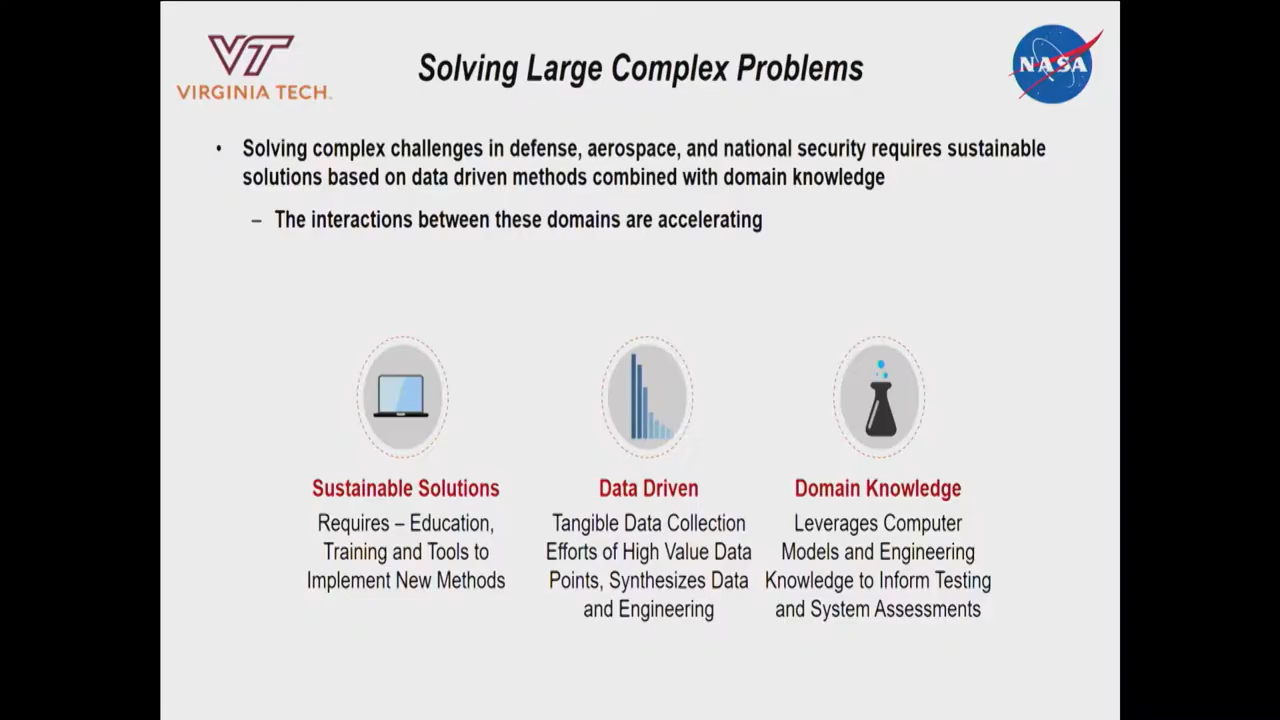 VT
VIRGINIA TECH.
Solving Large Complex Problems
NASA
• Solving complex challenges in defense, aerospace, and national security requires sustainable
solutions based on data driven methods combined with domain knowledge
– The interactions between these domains are accelerating
Sustainable Solutions
Requires – Education,
Training and Tools to
Implement New Methods
Data Driven
Tangible Data Collection
Efforts of High Value Data
Points, Synthesizes Data
and Engineering
Domain Knowledge
Leverages Computer
Models and Engineering
Knowledge to Inform Testing
and System Assessments